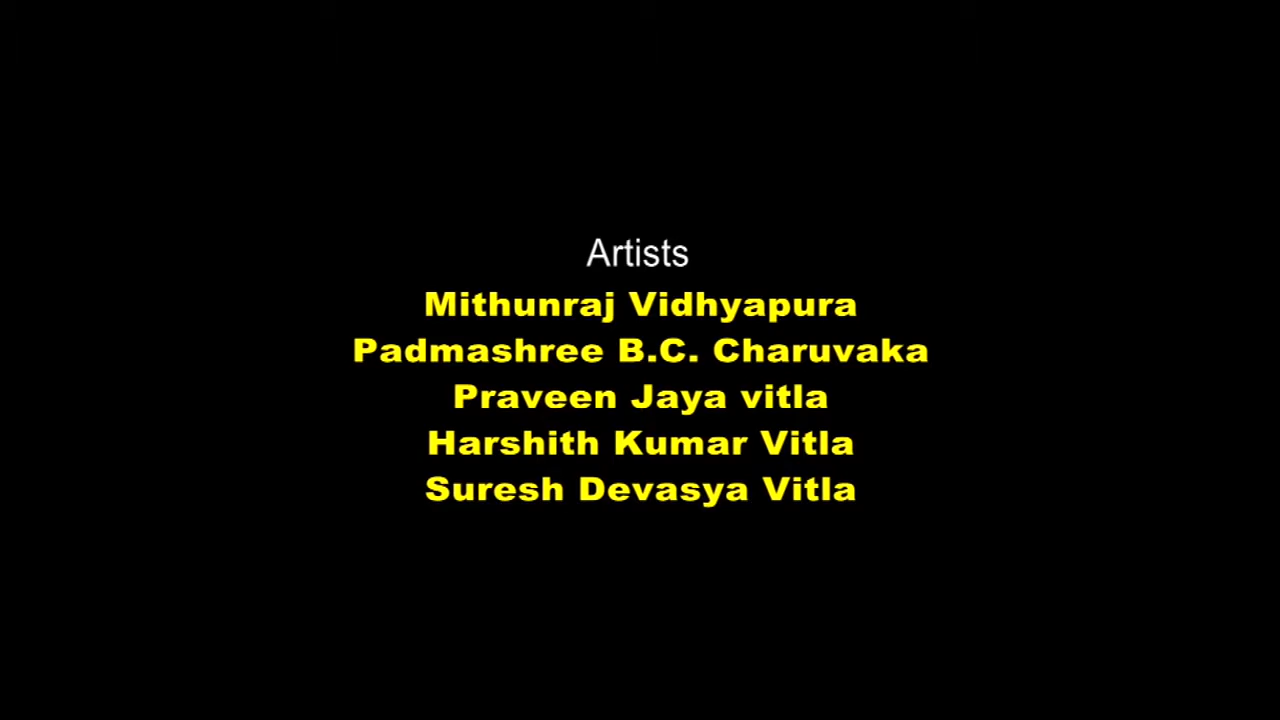 Artists
Mithunraj Vidhyapura
Padmashree B.C. Charuvaka
Praveen Jaya vitla
Harshith Kumar Vitla
Suresh Devasya Vitla